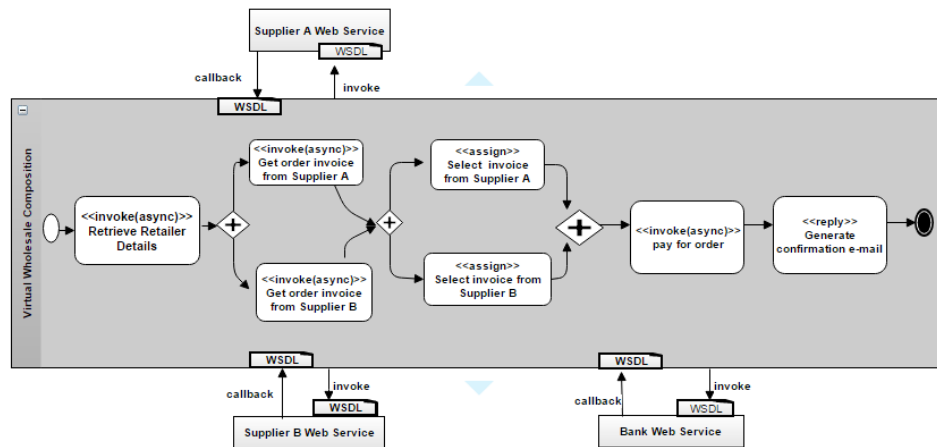 Supplier A Web Service
WSDL
callback
invoke
WSDL
Virtual Wholesale Composition
<<invoke(async)>>
Retrieve Retailer
Details
<<invoke(async)>>
Get order invoice
from Supplier A
<<invoke(async)>>
Get order invoice
from Supplier B
<<assign>>
Select invoice
from Supplier A
<<assign>>
Select invoice from
Supplier B
<<invoke(async)>>
pay for order
<<reply>>
Generate
confirmation e-mail
WSDL
callback
invoke
WSDL
Supplier B Web Service
WSDL
callback
invoke
WSDL
Bank Web Service